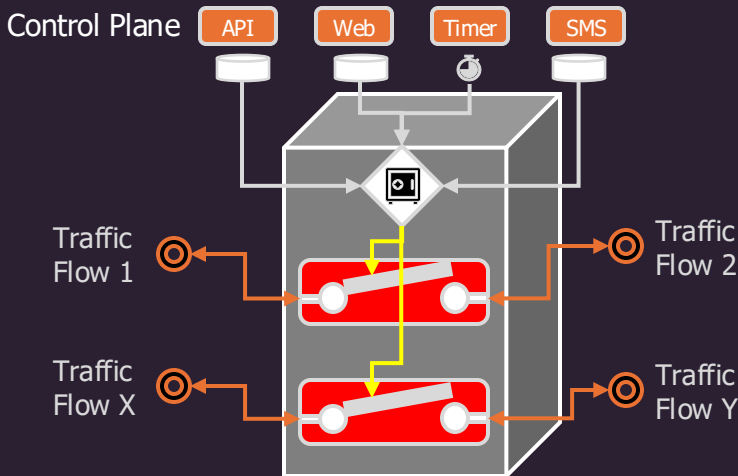 Control Plane
API
Web
Timer
SMS
Traffic
Flow 1
Traffic
Flow 2
Traffic
Flow X
Traffic
Flow Y